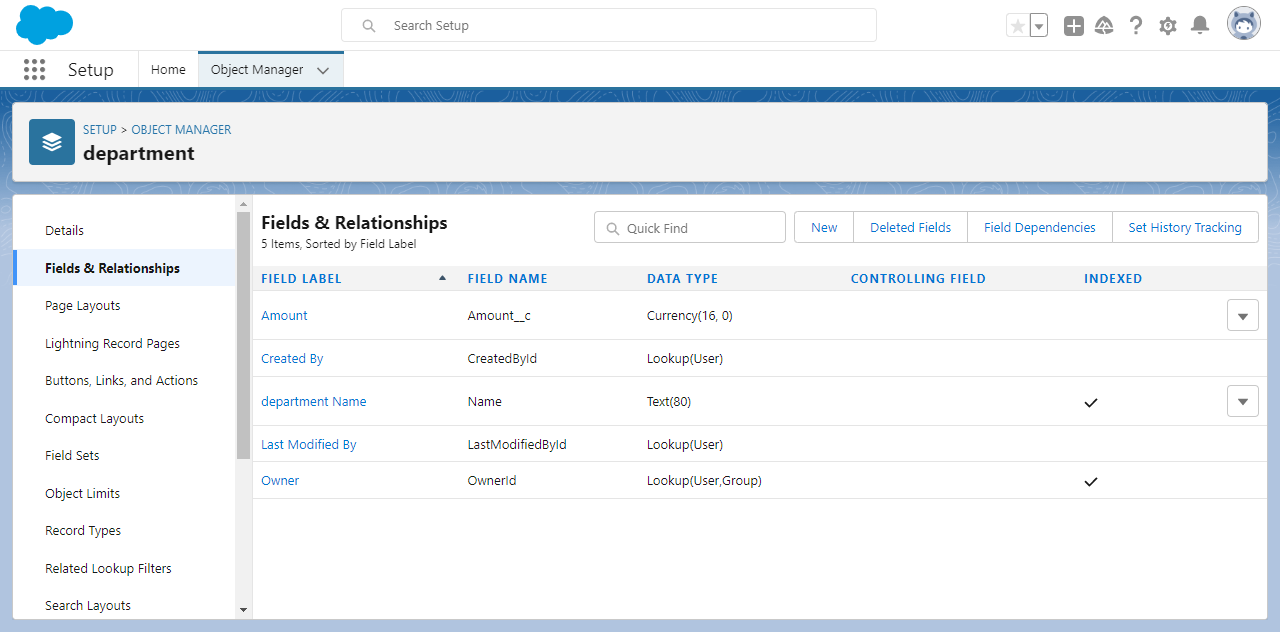 Search Setup
Setup
Home
Object Manager
SETUP > OBJECT MANAGER
department
Details
Fields & Relationships
Page Layouts
Lightning Record Pages
Buttons, Links, and Actions
Compact Layouts
Field Sets
Object Limits
Record Types
Related Lookup Filters
Search Layouts
Fields & Relationships
5 Items, Sorted by Field Label
Quick Find
New
Deleted Fields
Field Dependencies
Set History Tracking
FIELD LABEL FIELD NAME DATA TYPE CONTROLLING FIELD INDEXED
Amount Amount__c Currency(16, 0)
Created By CreatedById Lookup(User)
department Name Name Text(80)
Last Modified By LastModifiedById Lookup(User)
Owner OwnerId Lookup(User,Group)